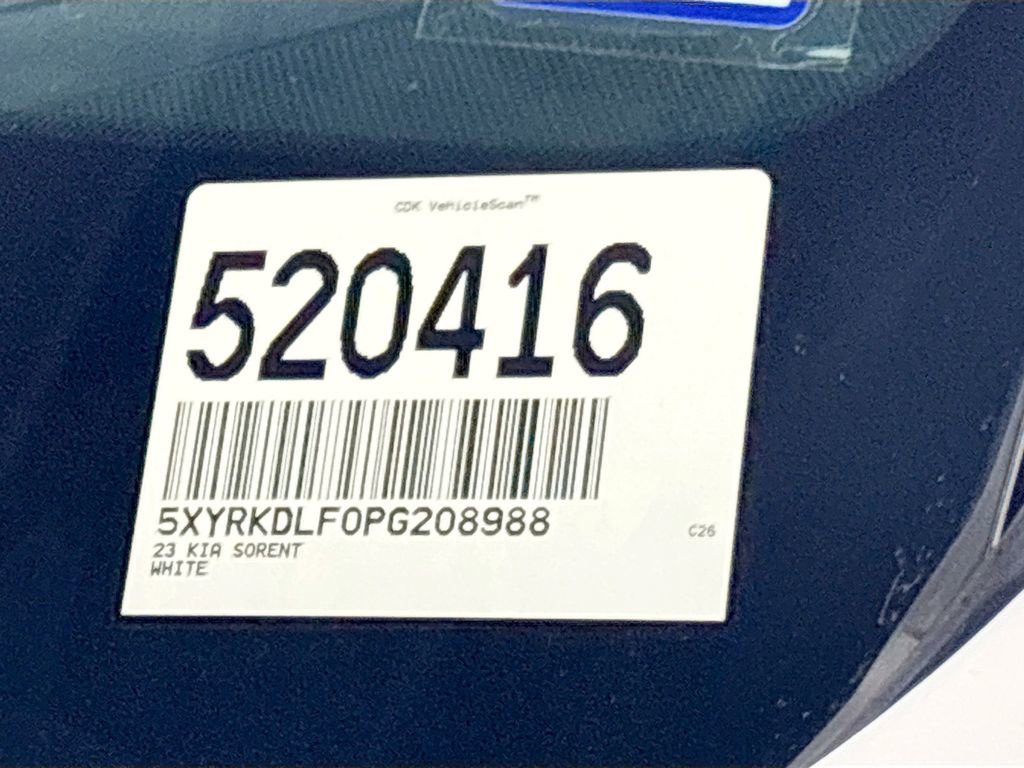 CDK VehicleScan™
520416
5XYRKDLF0PG208988
C26
23 KIA SORENT
WHITE